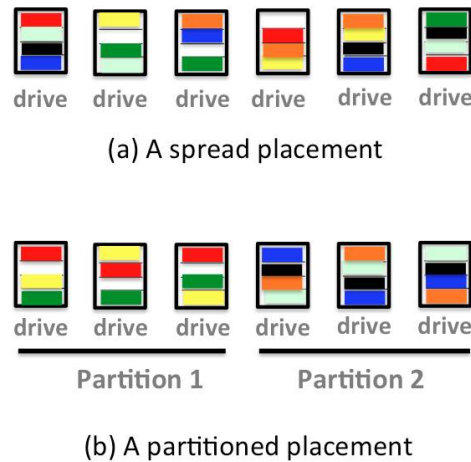 drive drive drive drive drive drive
(a) A spread placement
drive drive drive drive drive drive
Partition 1 Partition 2
(b) A partitioned placement